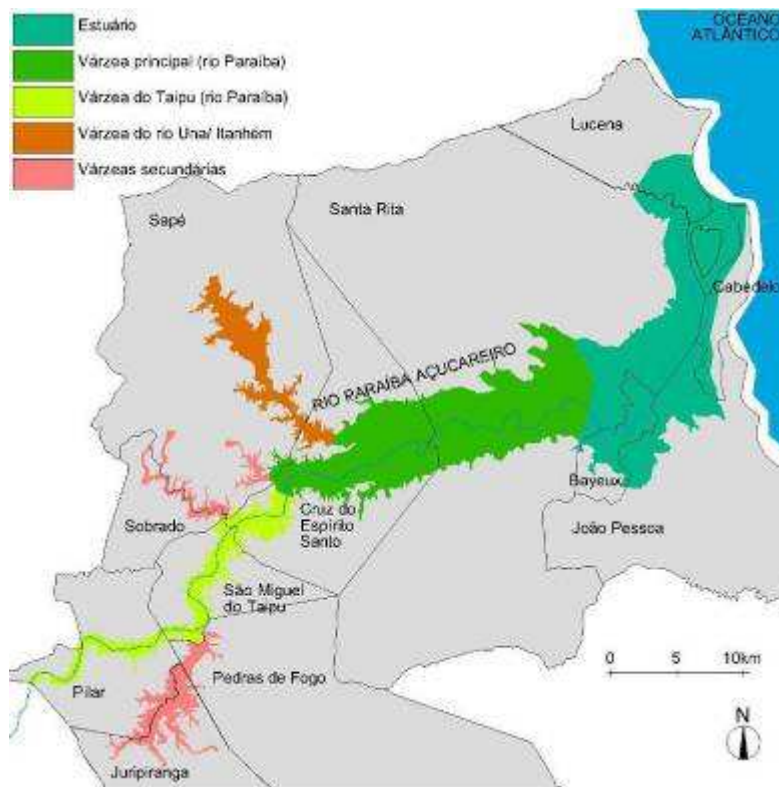 Estuário
Várzea principal (rio Paraíba)
Várzea do Taipu (rio Paraíba)
Várzea do rio Una/ Itanhém
Várzeas secundárias
OCEANO
ATLÂNTICO
Lucena
Sapé
Santa Rita
Cabedelo
RIO PARAÍBA AÇUCAREIRO
Bayeux
João Pessoa
Sobrado
Cruz do
Espírito
Santo
São Miguel
do Taipu
Pedras de Fogo
Pilar
Juripiranga
0 5 10km
N